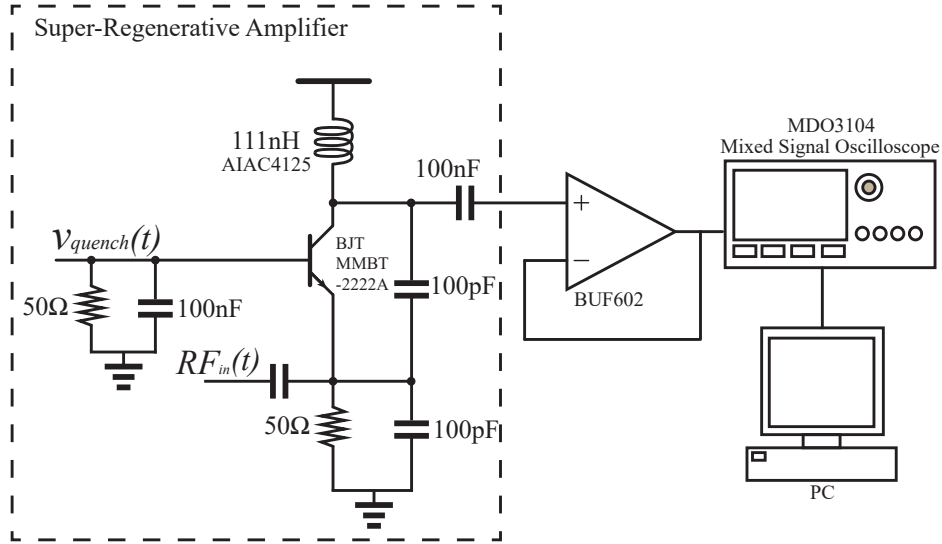 Super-Regenerative Amplifier
111nH
AIAC4125
100nF
MDO3104
Mixed Signal Oscilloscope
+
−
BUF602
vquench(t)
BJT
MMBT
-2222A
50Ω
100nF
100pF
RFin(t)
50Ω
100pF
PC